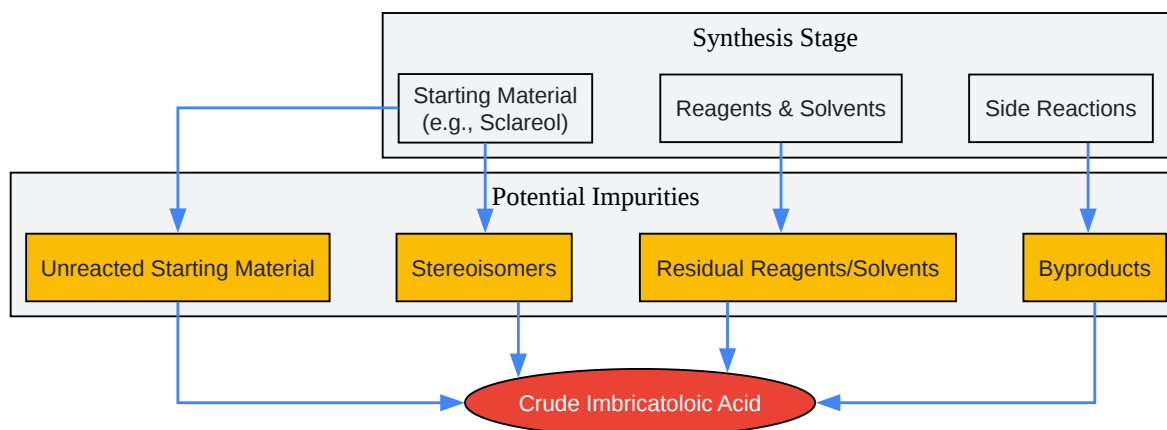 Synthesis Stage
Starting Material
(e.g., Sclareol)
Reagents & Solvents
Side Reactions
Potential Impurities
Unreacted Starting Material
Stereoisomers
Residual Reagents/Solvents
Byproducts
Crude Imbricatoloic Acid